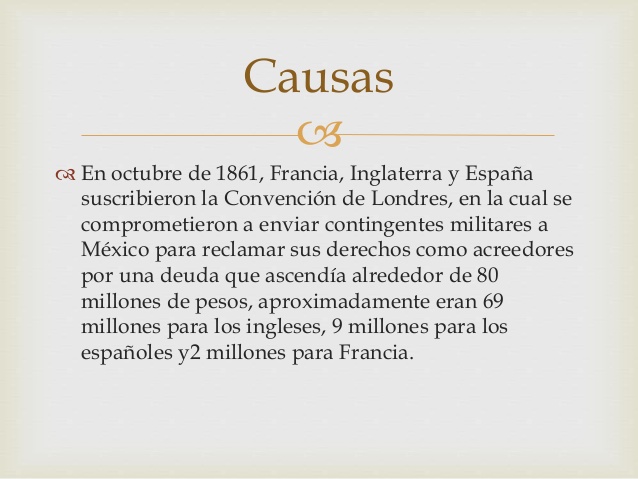 Causas
En octubre de 1861, Francia, Inglaterra y España
suscribieron la Convención de Londres, en la cual se
comprometieron a enviar contingentes militares a
México para reclamar sus derechos como acreedores
por una deuda que ascendía alrededor de 80
millones de pesos, aproximadamente eran 69
millones para los ingleses, 9 millones para los
españoles y2 millones para Francia.